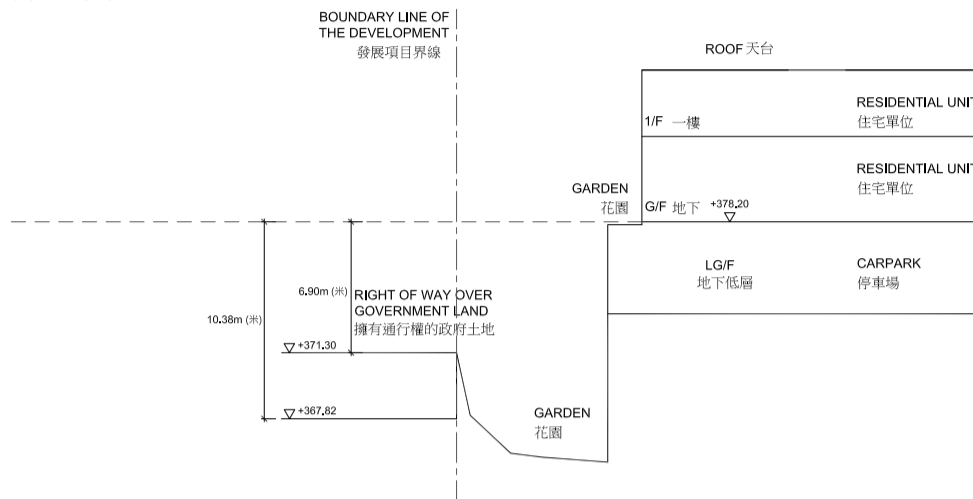 BOUNDARY LINE OF
THE DEVELOPMENT
發展項目界線
ROOF 天台
1/F 一樓
RESIDENTIAL UNIT
住宅單位
RESIDENTIAL UNIT
住宅單位
GARDEN
花園
G/F 地下
+378.20
LG/F
地下低層
CARPARK
停車場
6.90m (米)
10.38m (米)
RIGHT OF WAY OVER
GOVERNMENT LAND
擁有通行權的政府土地
+371.30
+367.82
GARDEN
花園